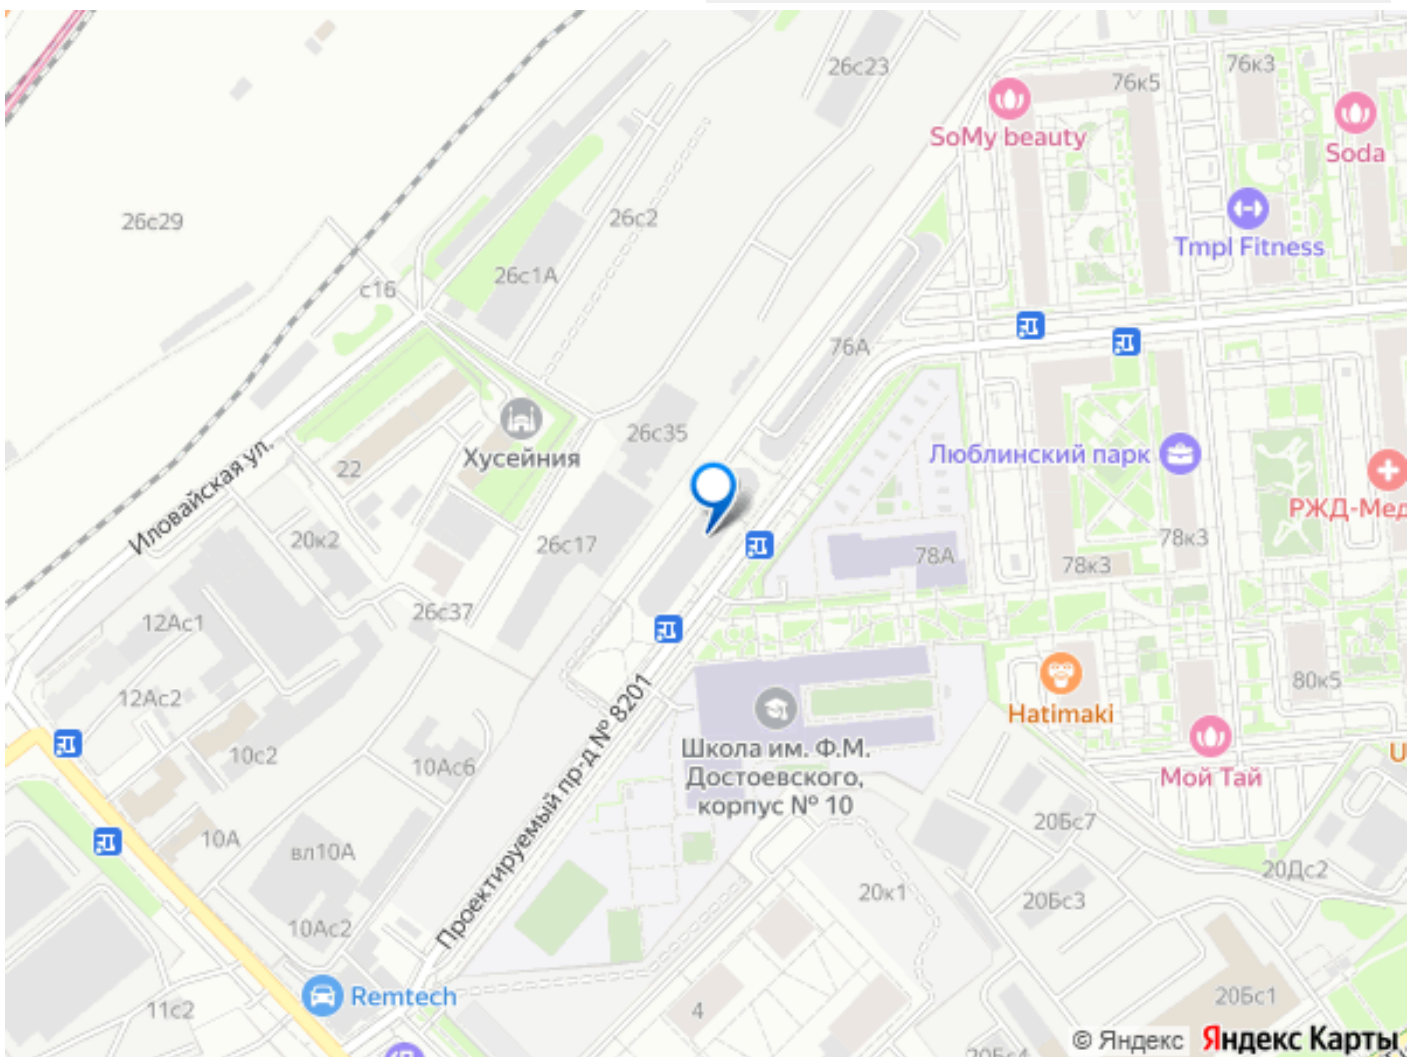 26с23
76к5
76к3
SoMy beauty
Soda
26с29
26с2
Tmpl Fitness
26с1А
с16
76А
Иловайская ул.
22
Хусейния
26с35
Люблинский парк
РЖД-Мед
20к2
26с17
78А
78к3
78к3
12Ас1
26с37
12Ас2
80к5
Hatimaki
10с2
10Ас6
Проектируемый пр-д № 8201
Школа им. Ф.М.
Достоевского,
корпус № 10
Мой Тай
U
10А
вл10А
20Бс7
20Дс2
20к1
20Бс3
10Ас2
Remtech
11с2
4
20Бс1
© Яндекс
Яндекс Карты